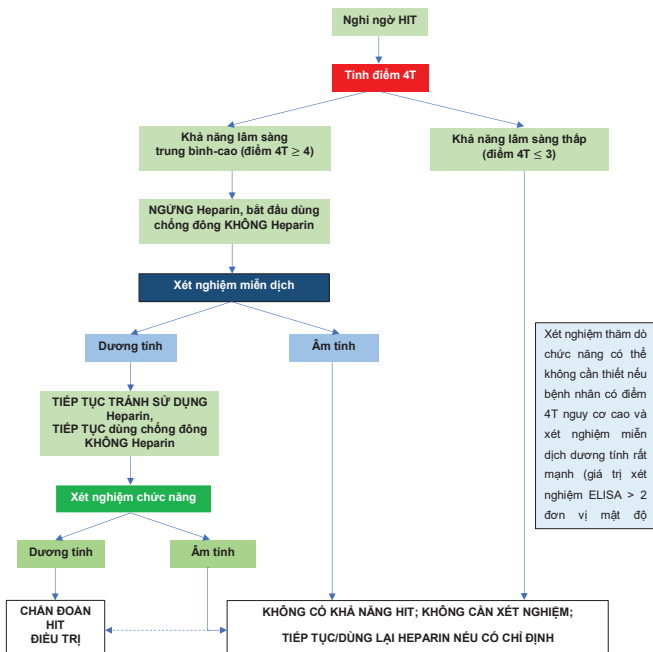 Nghi ngờ HIT
Tính điểm 4T
Khả năng lâm sàng
trung bình-cao (điểm 4T ≥ 4)
Khả năng lâm sàng thấp
(điểm 4T ≤ 3)
NGỪNG Heparin, bắt đầu dùng
chống đông KHÔNG Heparin
Xét nghiệm miễn dịch
Dương tính
Âm tính
TIẾP TỤC TRÁNH SỬ DỤNG
Heparin,
TIẾP TỤC dùng chống đông
KHÔNG Heparin
Xét nghiệm thăm dò
chức năng có thể
không cần thiết nếu
bệnh nhân có điểm
4T nguy cơ cao và
xét nghiệm miễn
dịch dương tính rất
mạnh (giá trị xét
nghiệm ELISA > 2
đơn vị mật độ
Xét nghiệm chức năng
Dương tính
Âm tính
CHẨN ĐOÁN
HIT
ĐIỀU TRỊ
KHÔNG CÓ KHẢ NĂNG HIT; KHÔNG CẦN XÉT NGHIỆM;
TIẾP TỤC/DÙNG LẠI HEPARIN NẾU CÓ CHỈ ĐỊNH